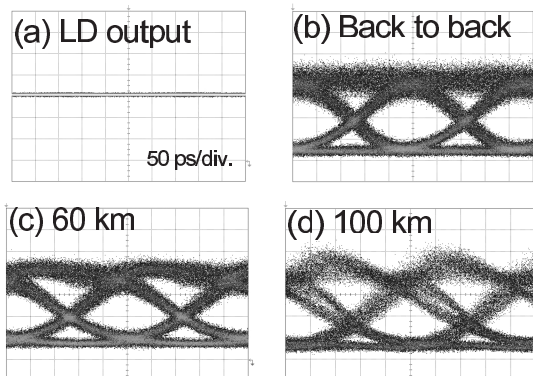 (a) LD output
50 ps/div.
(b) Back to back
(c) 60 km
(d) 100 km